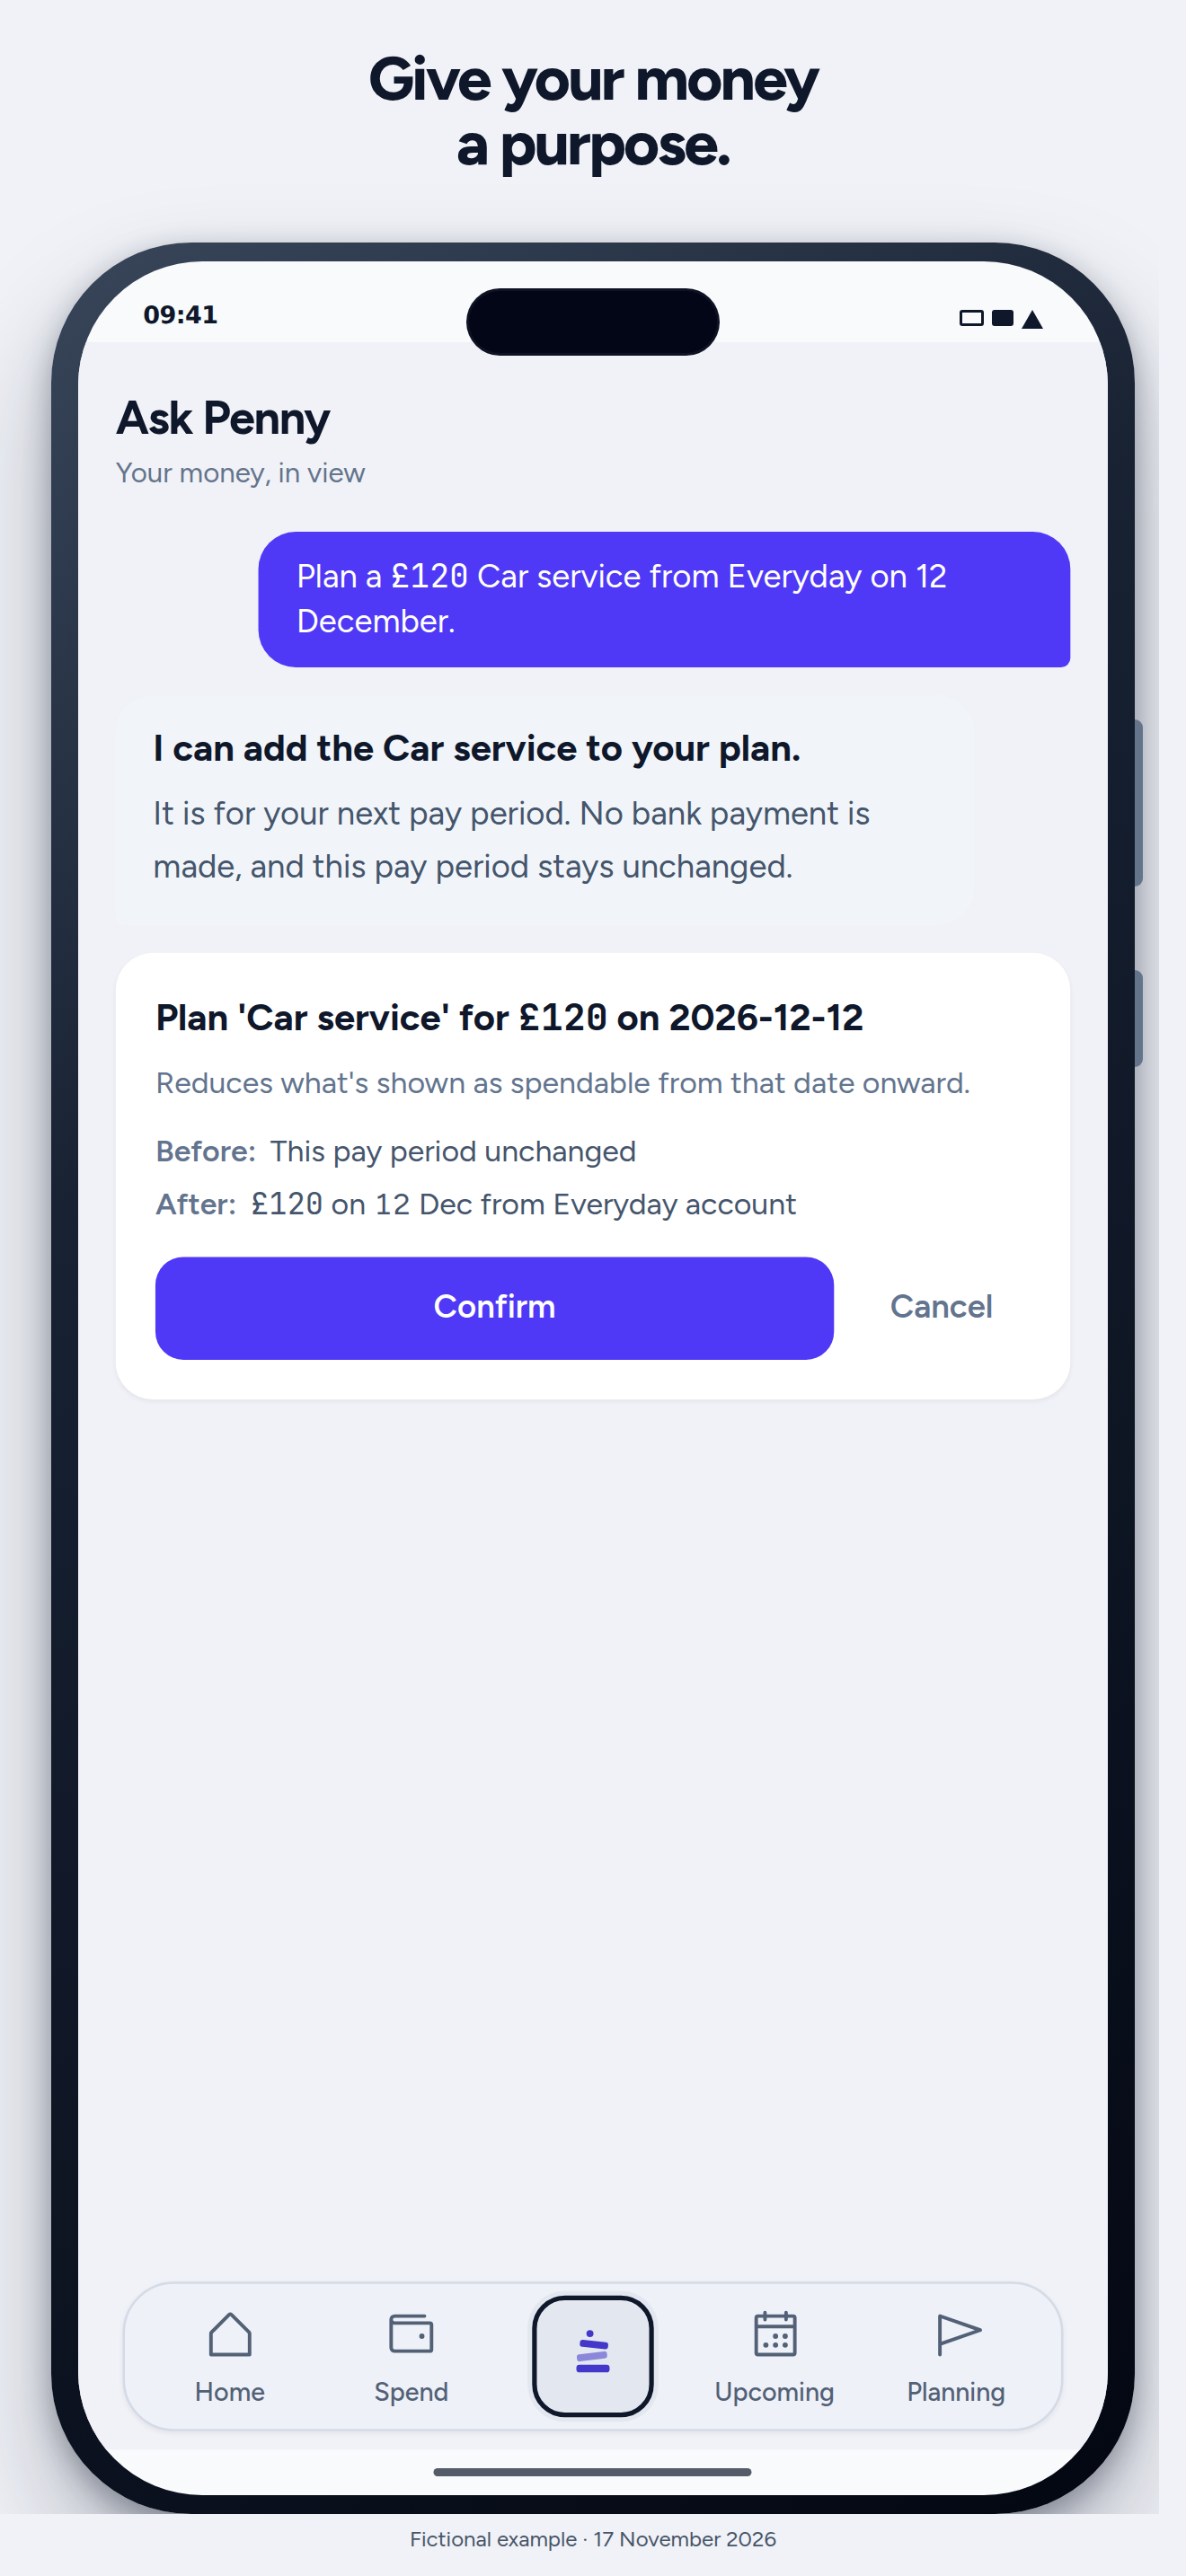 Give your money
a purpose.
09:41
Ask Penny
Your money, in view
Plan a £120 Car service from Everyday on 12
December.
I can add the Car service to your plan.
It is for your next pay period. No bank payment is
made, and this pay period stays unchanged.
Plan 'Car service' for £120 on 2026-12-12
Reduces what's shown as spendable from that date onward.
Before: This pay period unchanged
After: £120 on 12 Dec from Everyday account
Confirm Cancel
Home Spend Upcoming Planning
Fictional example · 17 November 2026